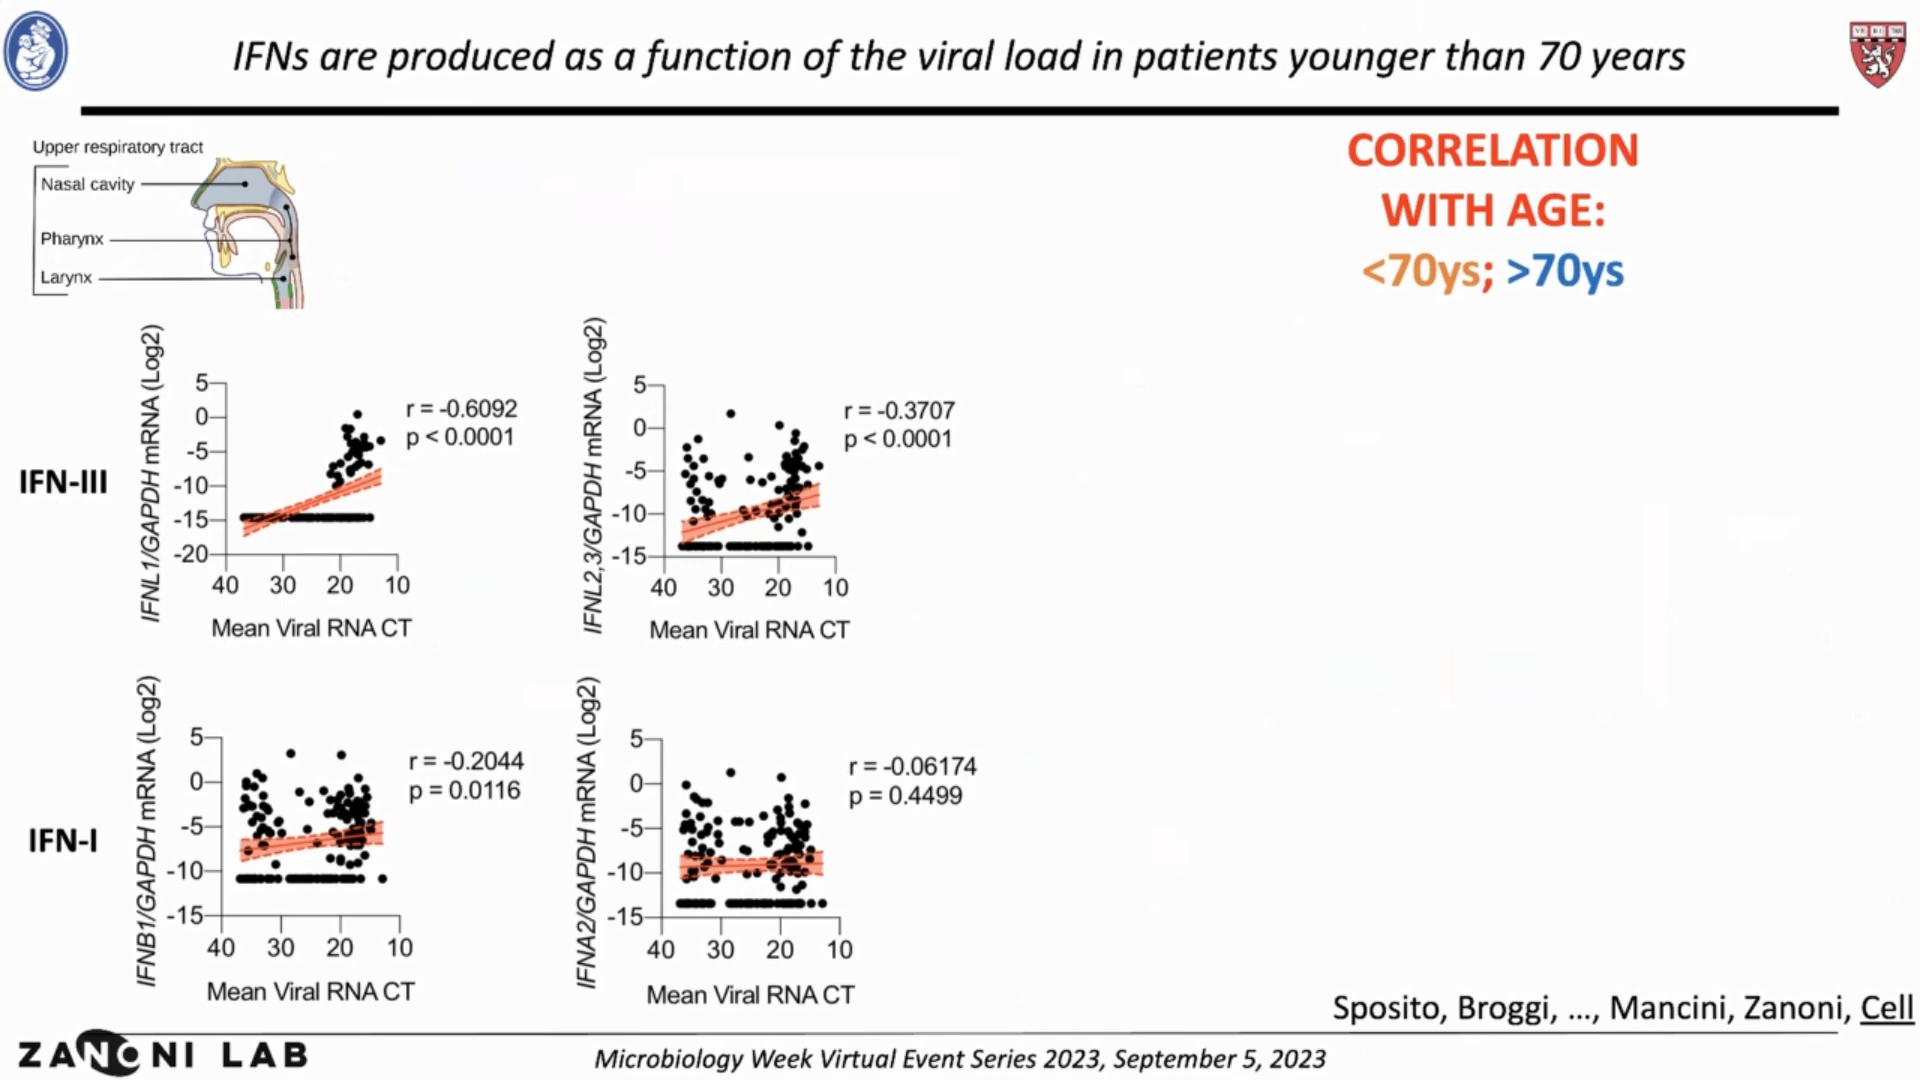 IFNs are produced as a function of the viral load in patients younger than 70 years
Upper respiratory tract
Nasal cavity
Pharynx
Larynx
CORRELATION
WITH AGE:
<70ys; >70ys
IFN-III
IFNL1/GAPDH mRNA (Log2)
5
0
-5
-10
-15
-20
40 30 20 10
Mean Viral RNA CT
r = -0.6092
p < 0.0001
IFNL2,3/GAPDH mRNA (Log2)
5
0
-5
-10
-15
40 30 20 10
Mean Viral RNA CT
r = -0.3707
p < 0.0001
IFN-I
IFNB1/GAPDH mRNA (Log2)
5
0
-5
-10
-15
40 30 20 10
Mean Viral RNA CT
r = -0.2044
p = 0.0116
IFNA2/GAPDH mRNA (Log2)
5
0
-5
-10
-15
40 30 20 10
Mean Viral RNA CT
r = -0.06174
p = 0.4499
Sposito, Broggi, ..., Mancini, Zanoni, Cell
ZANONI LAB
Microbiology Week Virtual Event Series 2023, September 5, 2023